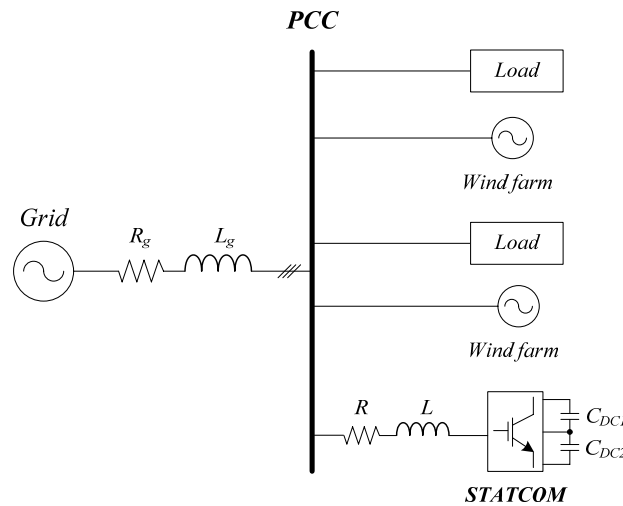 PCC
Load
Wind farm
Grid
Rg
Lg
Load
Wind farm
R
L
CDC1
CDC2
STATCOM